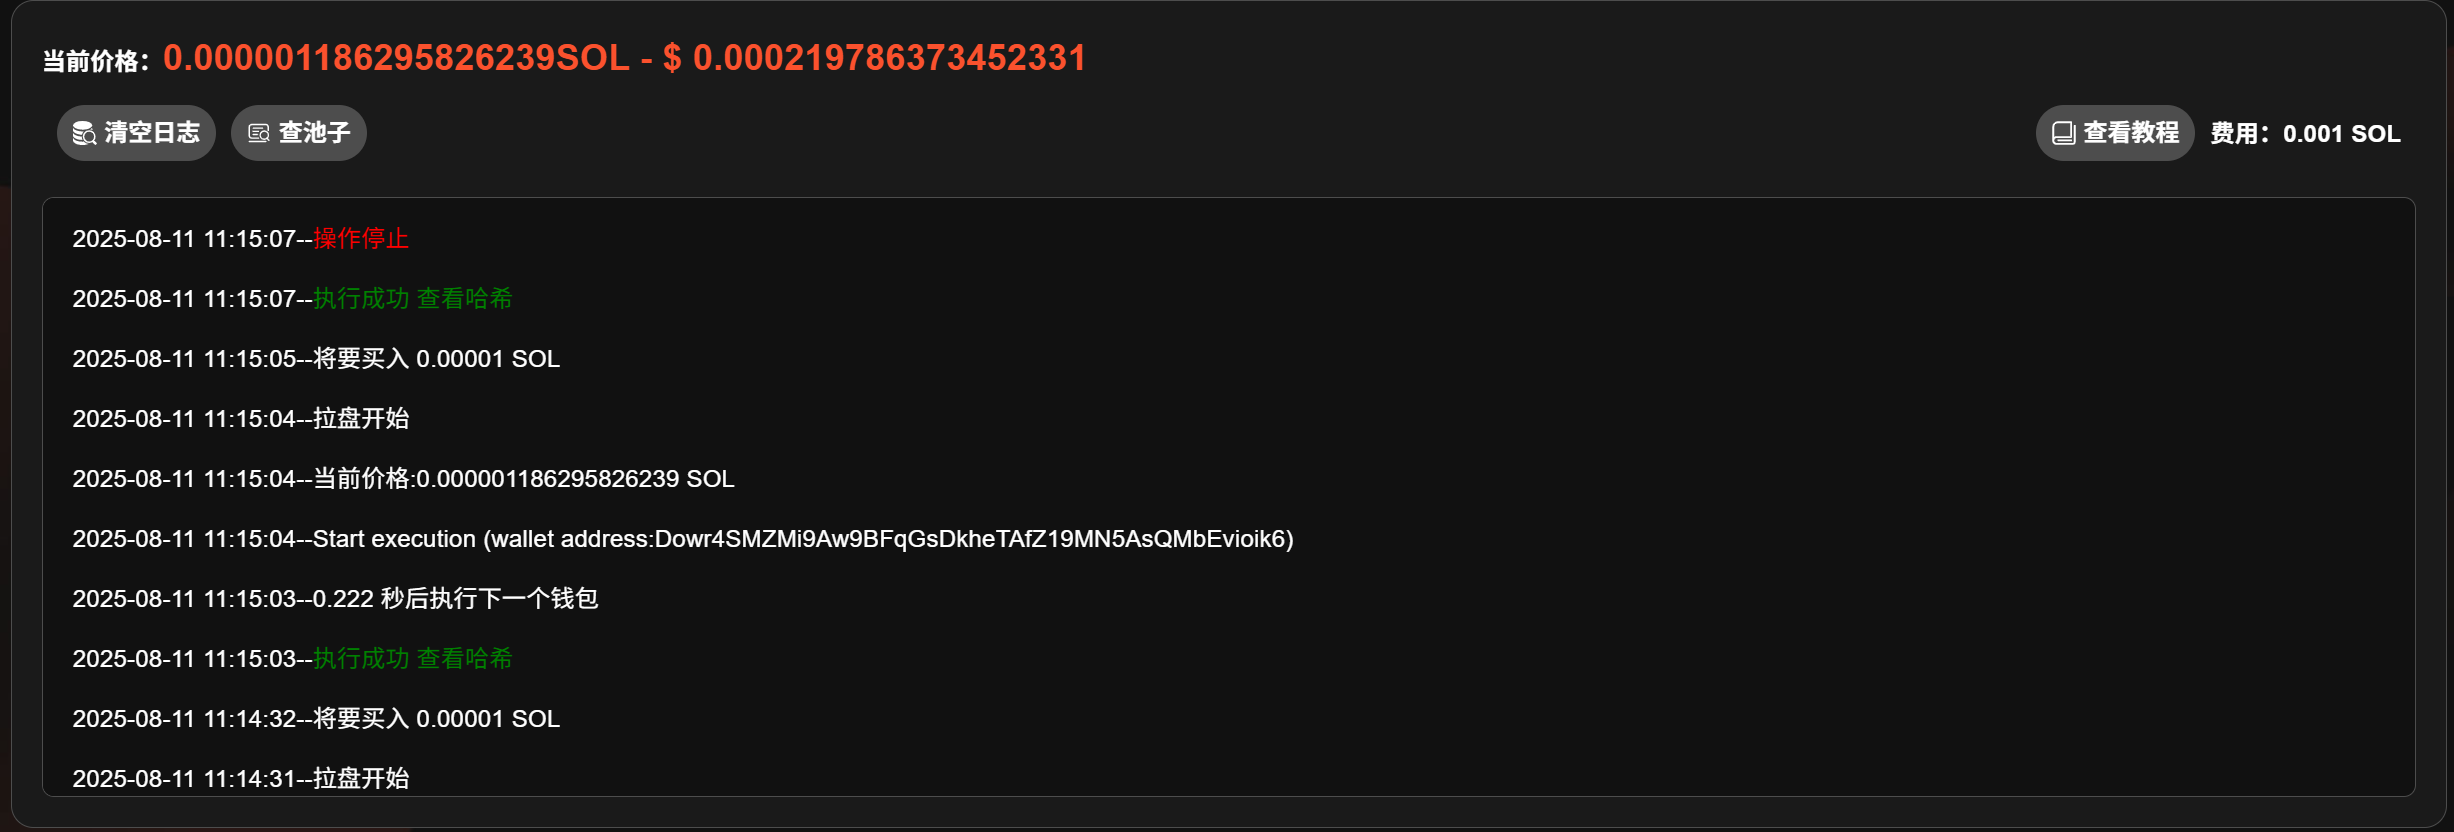 当前价格：0.000001186295826239SOL - $ 0.000219786373452331
清空日志 查池子 查看教程 费用：0.001 SOL
2025-08-11 11:15:07--操作停止
2025-08-11 11:15:07--执行成功 查看哈希
2025-08-11 11:15:05--将要买入 0.00001 SOL
2025-08-11 11:15:04--拉盘开始
2025-08-11 11:15:04--当前价格:0.000001186295826239 SOL
2025-08-11 11:15:04--Start execution (wallet address:Dowr4SMZMi9Aw9BFqGsDkheTAfZ19MN5AsQMbEvioik6)
2025-08-11 11:15:03--0.222 秒后执行下一个钱包
2025-08-11 11:15:03--执行成功 查看哈希
2025-08-11 11:14:32--将要买入 0.00001 SOL
2025-08-11 11:14:31--拉盘开始